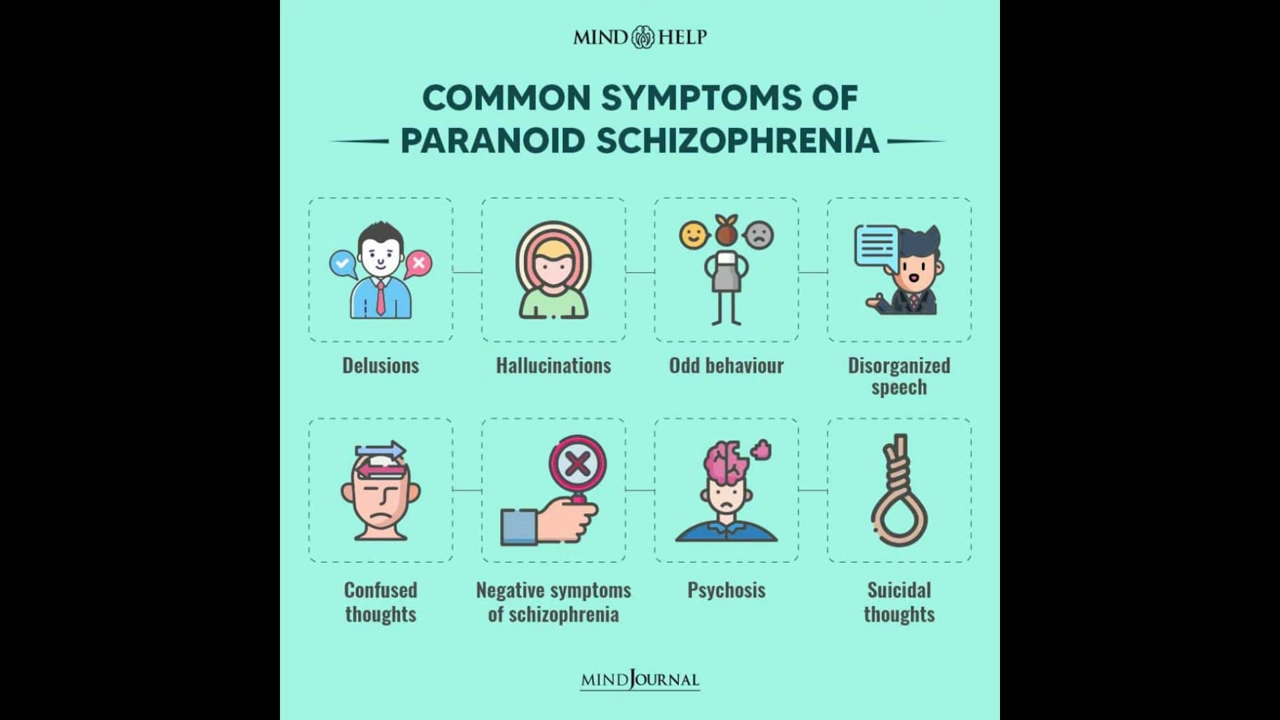 MIND HELP
COMMON SYMPTOMS OF
PARANOID SCHIZOPHRENIA
Delusions
Hallucinations
Odd behaviour
Disorganized
speech
Confused
thoughts
Negative symptoms
of schizophrenia
Psychosis
Suicidal
thoughts
MINDJOURNAL